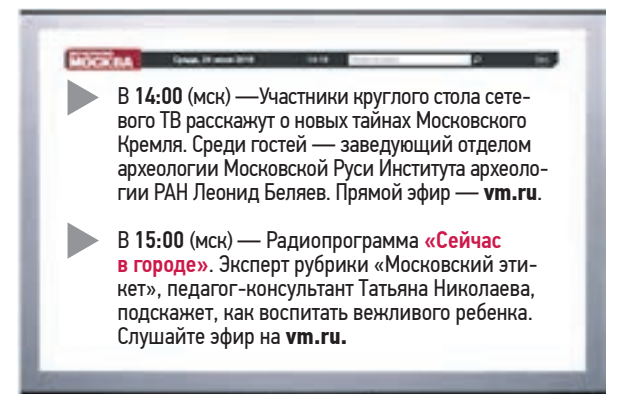 МОСКВА
В 14:00 (мск) —Участники круглого стола сете-
вого ТВ расскажут о новых тайнах Московского
Кремля. Среди гостей — заведующий отделом
археологии Московской Руси Института археоло-
гии РАН Леонид Беляев. Прямой эфир — vm.ru.
В 15:00 (мск) — Радиопрограмма «Сейчас
в городе». Эксперт рубрики «Московский эти-
кет», педагог-консультант Татьяна Николаева,
подскажет, как воспитать вежливого ребенка.
Слушайте эфир на vm.ru.